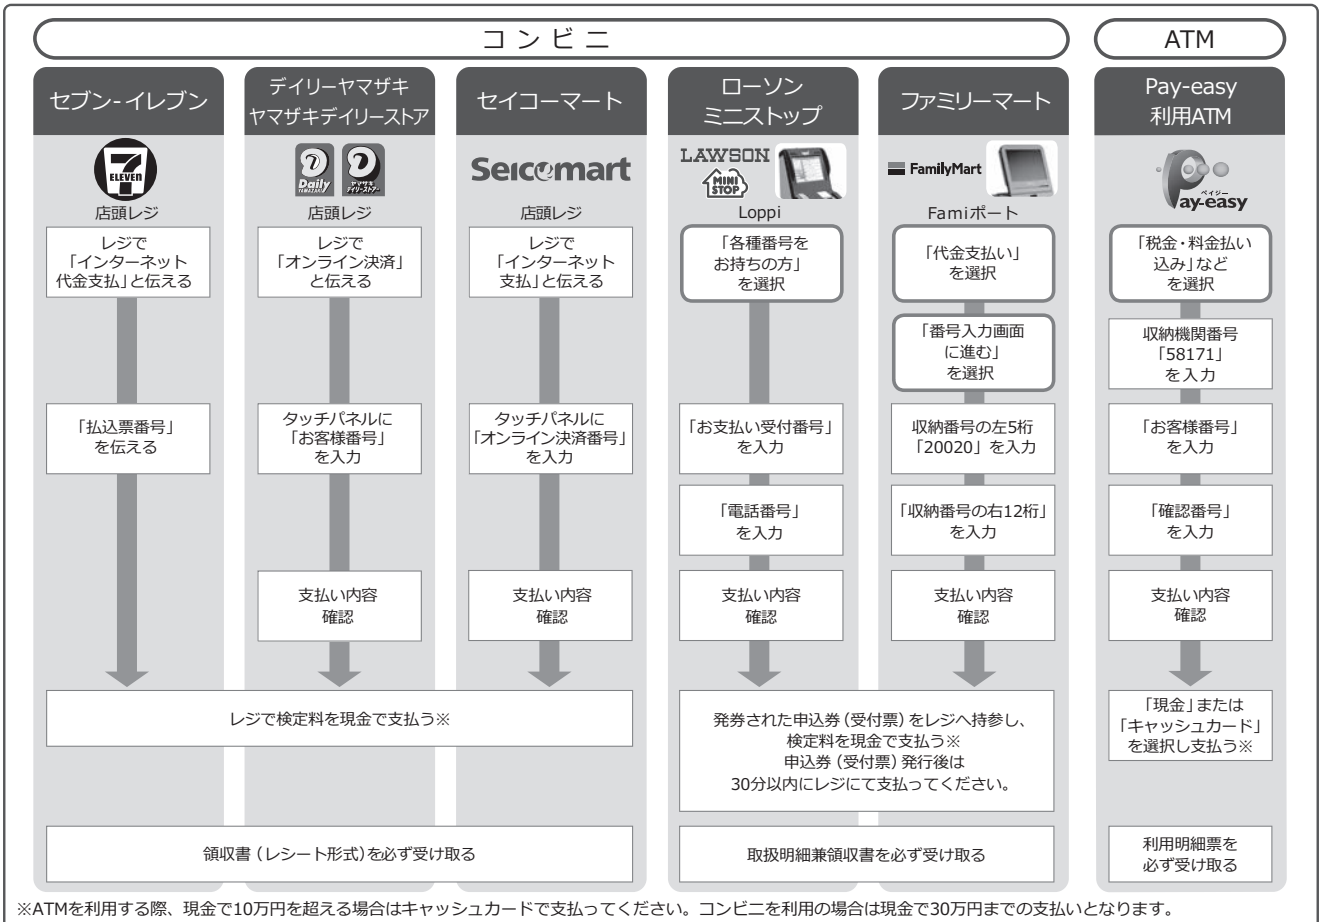 コンビニ
ATM
セブン-イレブン
デイリーヤマザキ
ヤマザキデイリーストア
セイコーマート
ローソン
ミニストップ
ファミリーマート
Pay-easy
利用ATM
7
ELEVEN
Daily
YAMAZAKI
ヤマザキ
デイリーストアー
Seicomart
LAWSON
MINI
STOP
FamilyMart
ペイジー
Pay-easy
店頭レジ
店頭レジ
店頭レジ
Loppi
Famiポート
レジで
「インターネット
代金支払」と伝える
レジで
「オンライン決済」
と伝える
レジで
「インターネット
支払」と伝える
「各種番号を
お持ちの方」
を選択
「代金支払い」
を選択
「税金・料金払い
込み」など
を選択
「番号入力画面
に進む」
を選択
収納機関番号
「58171」
を入力
「払込票番号」
を伝える
タッチパネルに
「お客様番号」
を入力
タッチパネルに
「オンライン決済番号」
を入力
「お支払い受付番号」
を入力
収納番号の左5桁
「20020」を入力
「お客様番号」
を入力
「電話番号」
を入力
「収納番号の右12桁」
を入力
「確認番号」
を入力
支払い内容
確認
支払い内容
確認
支払い内容
確認
支払い内容
確認
支払い内容
確認
レジで検定料を現金で支払う※
発券された申込券（受付票）をレジへ持参し、
検定料を現金で支払う※
申込券（受付票）発行後は
30分以内にレジにて支払ってください。
「現金」または
「キャッシュカード」
を選択し支払う※
領収書（レシート形式）を必ず受け取る
取扱明細兼領収書を必ず受け取る
利用明細票を
必ず受け取る
※ATMを利用する際、現金で10万円を超える場合はキャッシュカードで支払ってください。コンビニを利用の場合は現金で30万円までの支払いとなります。